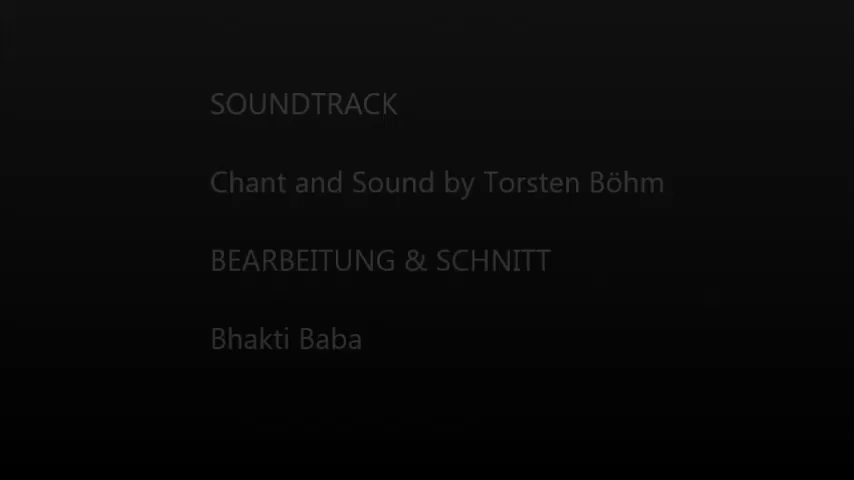 SOUNDTRACK
Chant and Sound by Torsten Böhm
BEARBEITUNG & SCHNITT
Bhakti Baba